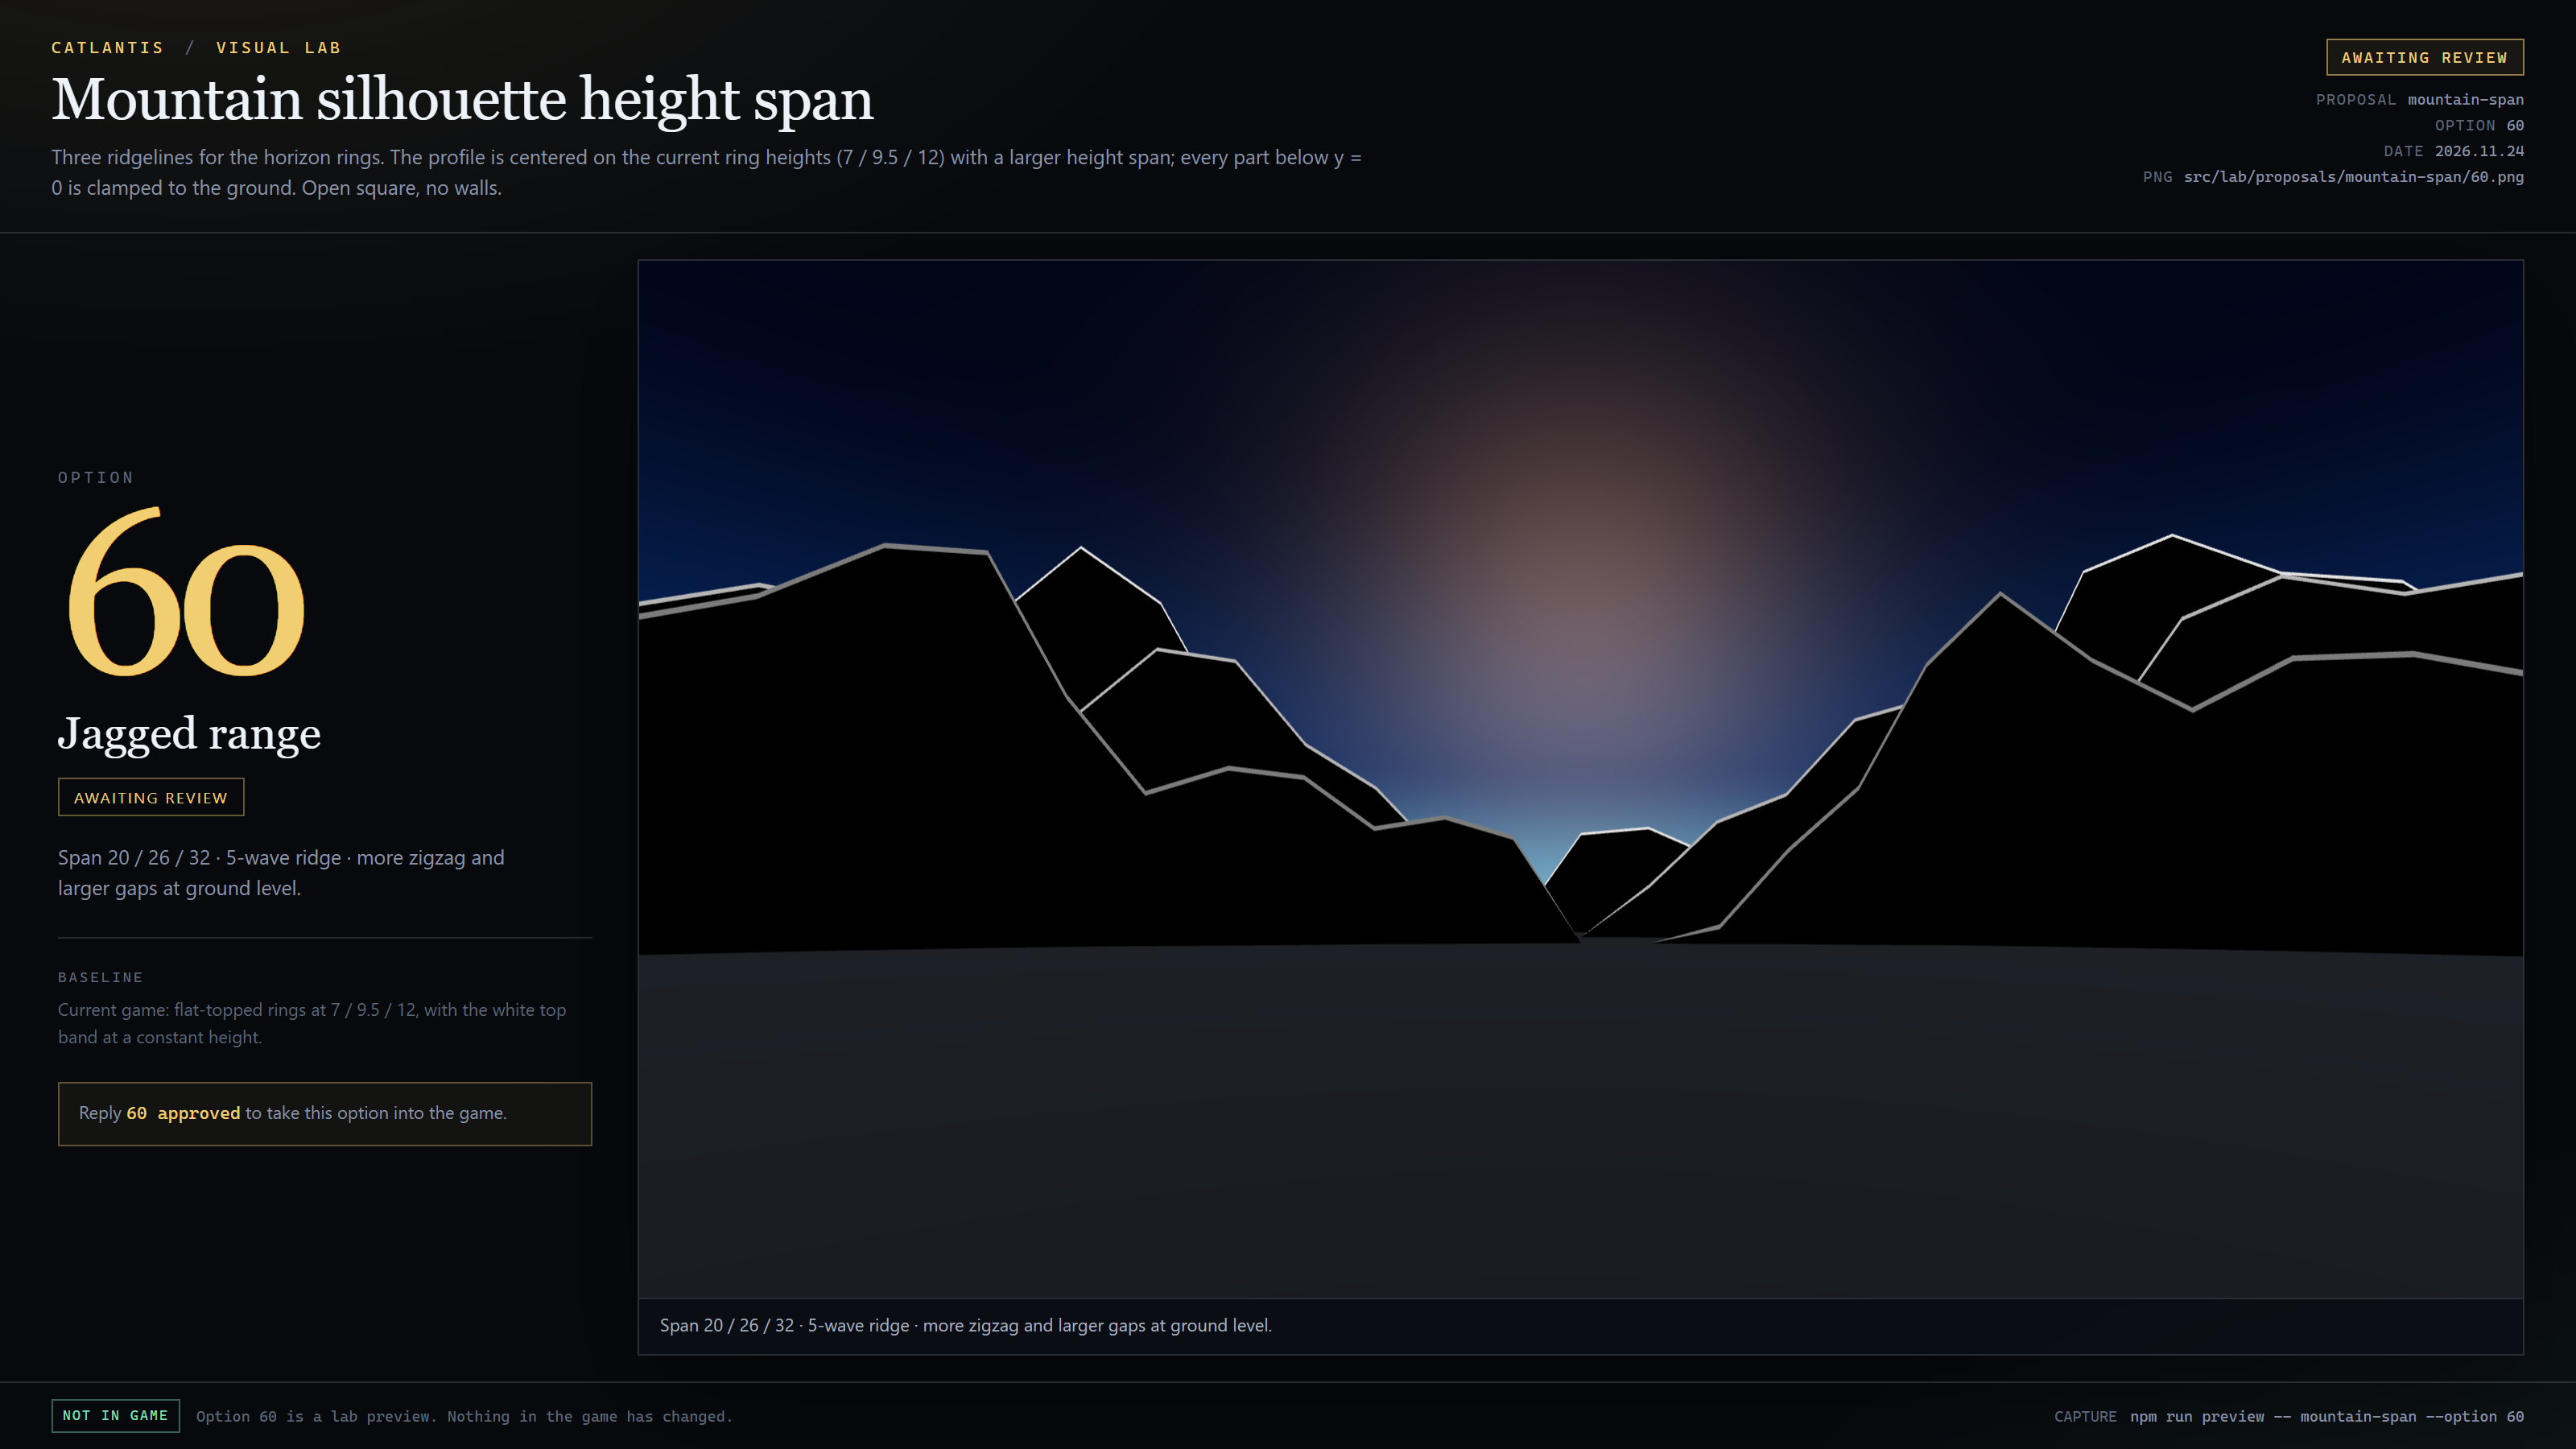 CATLANTIS / VISUAL LAB
Mountain silhouette height span
Three ridgelines for the horizon rings. The profile is centered on the current ring heights (7 / 9.5 / 12) with a larger height span; every part below y =
0 is clamped to the ground. Open square, no walls.
AWAITING REVIEW
PROPOSAL mountain-span
OPTION 60
DATE 2026.11.24
PNG src/lab/proposals/mountain-span/60.png
OPTION
60
Jagged range
AWAITING REVIEW
Span 20 / 26 / 32 · 5-wave ridge · more zigzag and
larger gaps at ground level.
BASELINE
Current game: flat-topped rings at 7 / 9.5 / 12, with the white top
band at a constant height.
Reply 60 approved to take this option into the game.
Span 20 / 26 / 32 · 5-wave ridge · more zigzag and larger gaps at ground level.
NOT IN GAME
Option 60 is a lab preview. Nothing in the game has changed.
CAPTURE npm run preview -- mountain-span --option 60